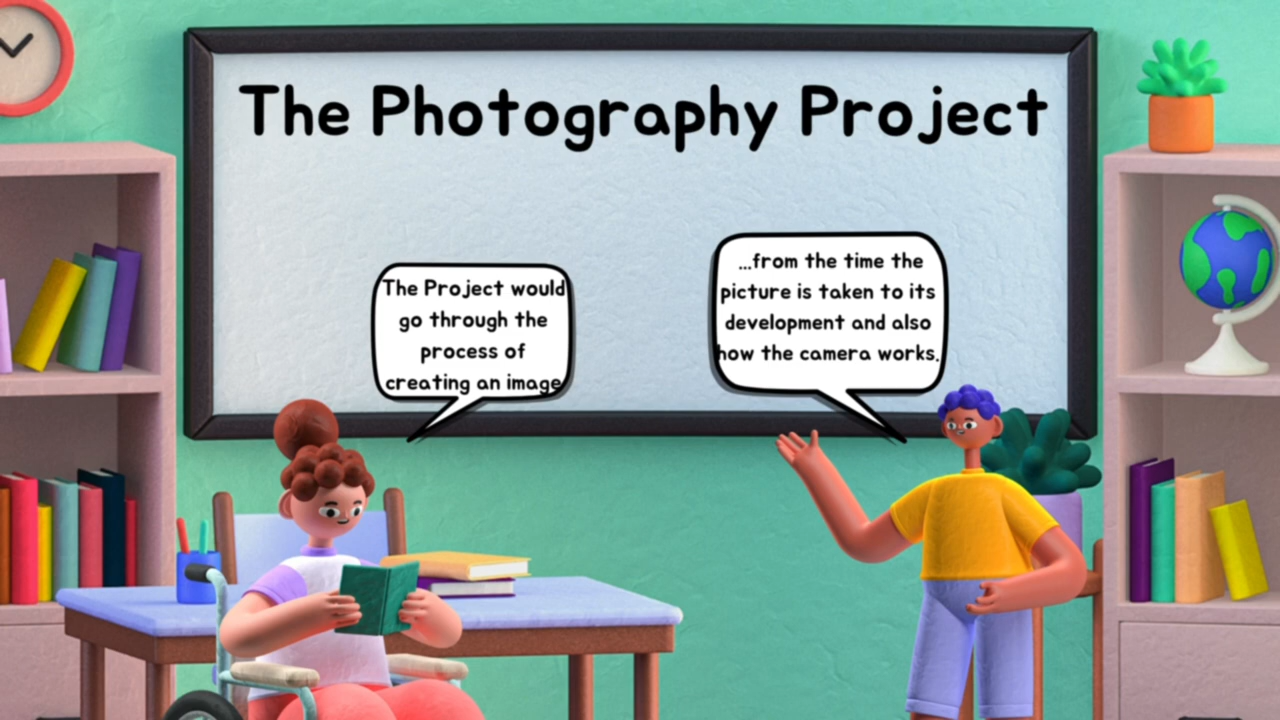 The Photography Project
The Project would
go through the
process of
creating an image
...from the time the
picture is taken to its
development and also
how the camera works.